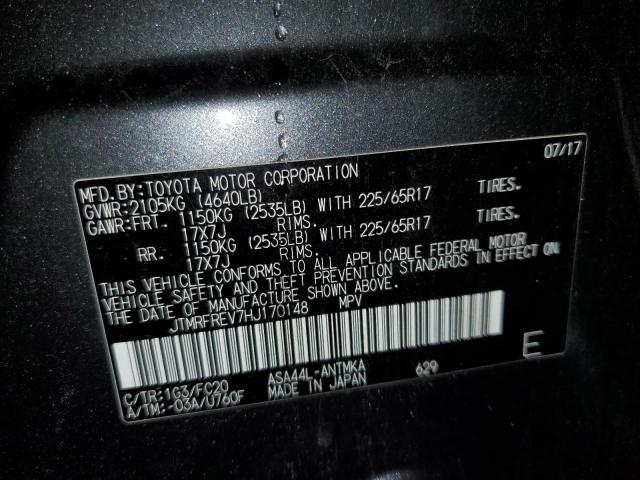 07/17
MFD.BY:TOYOTA MOTOR CORPORATION
GVWR:2105KG (4640LB)
GAWR:FRT. 1150KG (2535LB) WITH 225/65R17 TIRES.
17X7J RIMS.
RR. 1150KG (2535LB) WITH 225/65R17 TIRES.
17X7J RIMS.
THIS VEHICLE CONFORMS TO ALL APPLICABLE FEDERAL MOTOR
VEHICLE SAFETY AND THEFT PREVENTION STANDARDS IN EFFECT ON
THE DATE OF MANUFACTURE SHOWN ABOVE.
JTMRFREV7HJ170148 MPV
C/TR:1G3/FC20 ASA44L-ANTMKA 629
A/TM:-03A/U760F MADE IN JAPAN
E